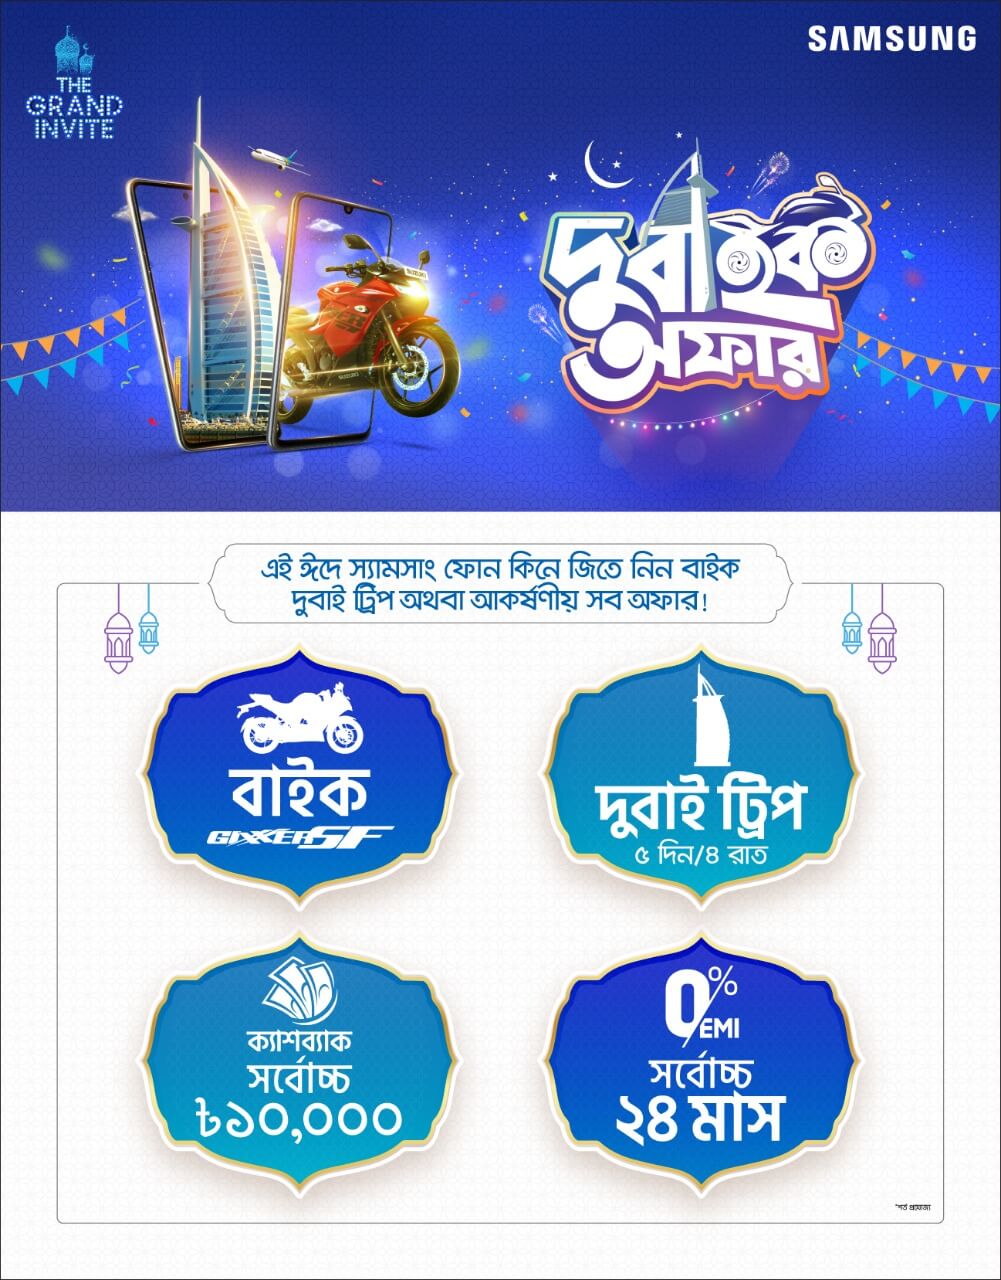 THE
GRAND
INVITE
SAMSUNG
SUZUKI
দুবাইক
অফার
এই ঈদে স্যামসাং ফোন কিনে জিতে নিন বাইক
দুবাই ট্রিপ অথবা আকর্ষণীয় সব অফার!
বাইক
GIXXER SF
দুবাই ট্রিপ
৫ দিন/৪ রাত
ক্যাশব্যাক
সর্বোচ্চ
৳১০,০০০
0%
EMI
সর্বোচ্চ
২৪ মাস
*শর্ত প্রযোজ্য